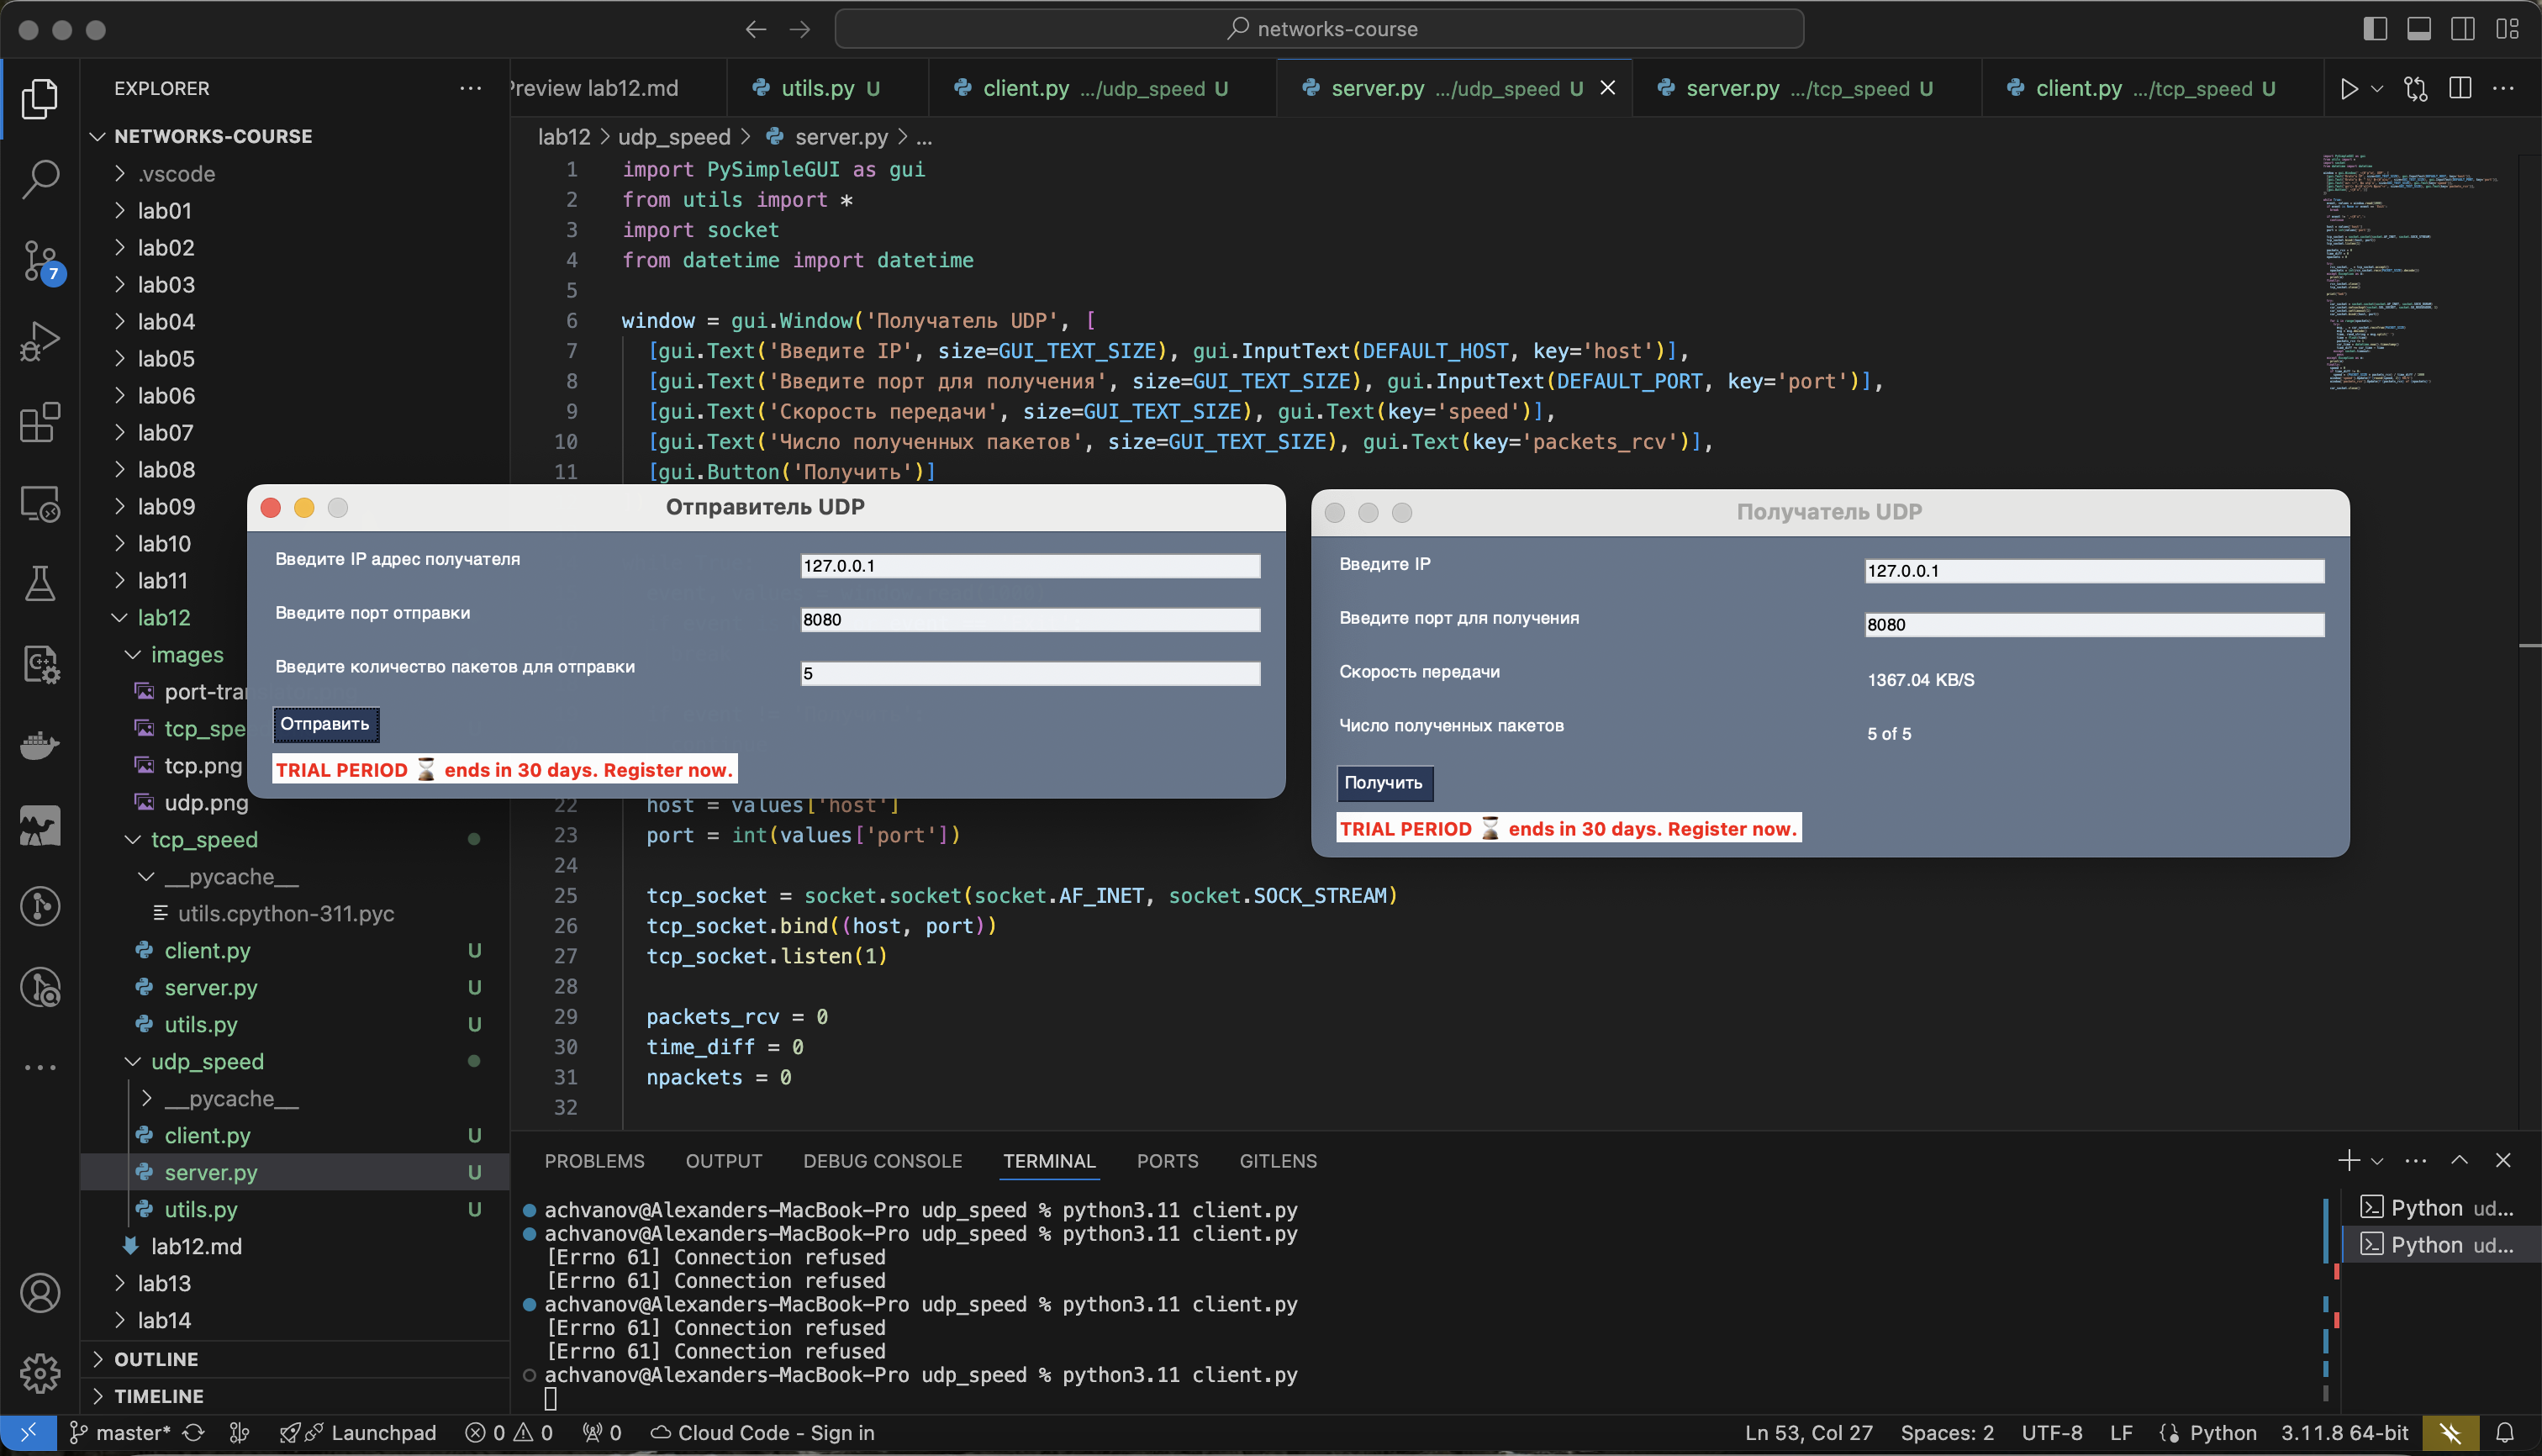 networks-course
EXPLORER
Preview lab12.md
utils.py U
client.py .../udp_speed U
server.py .../udp_speed U
server.py .../tcp_speed U
client.py .../tcp_speed U
NETWORKS-COURSE
.vscode
lab01
lab02
lab03
lab04
lab05
lab06
lab07
lab08
lab09
lab10
lab11
lab12
images
port-tran
tcp_spe
tcp.png
udp.png
tcp_speed
__pycache__
utils.cpython-311.pyc
client.py U
server.py U
utils.py U
udp_speed
__pycache__
client.py U
server.py U
utils.py U
lab12.md
lab13
lab14
OUTLINE
TIMELINE
7
lab12 > udp_speed > server.py > ...
1 import PySimpleGUI as gui
2 from utils import *
3 import socket
4 from datetime import datetime
5
6 window = gui.Window('Получатель UDP', [
7 [gui.Text('Введите IP', size=GUI_TEXT_SIZE), gui.InputText(DEFAULT_HOST, key='host')],
8 [gui.Text('Введите порт для получения', size=GUI_TEXT_SIZE), gui.InputText(DEFAULT_PORT, key='port')],
9 [gui.Text('Скорость передачи', size=GUI_TEXT_SIZE), gui.Text(key='speed')],
10 [gui.Text('Число полученных пакетов', size=GUI_TEXT_SIZE), gui.Text(key='packets_rcv')],
11 [gui.Button('Получить')]
Отправитель UDP
Введите IP адрес получателя
127.0.0.1
Введите порт отправки
8080
Введите количество пакетов для отправки
5
Отправить
TRIAL PERIOD ⏳ ends in 30 days. Register now.
Получатель UDP
Введите IP
127.0.0.1
Введите порт для получения
8080
Скорость передачи
1367.04 KB/S
Число полученных пакетов
5 of 5
Получить
TRIAL PERIOD ⏳ ends in 30 days. Register now.
22 host = values['host']
23 port = int(values['port'])
24
25 tcp_socket = socket.socket(socket.AF_INET, socket.SOCK_STREAM)
26 tcp_socket.bind((host, port))
27 tcp_socket.listen(1)
28
29 packets_rcv = 0
30 time_diff = 0
31 npackets = 0
32
PROBLEMS OUTPUT DEBUG CONSOLE TERMINAL PORTS GITLENS
achvanov@Alexanders-MacBook-Pro udp_speed % python3.11 client.py
achvanov@Alexanders-MacBook-Pro udp_speed % python3.11 client.py
[Errno 61] Connection refused
[Errno 61] Connection refused
achvanov@Alexanders-MacBook-Pro udp_speed % python3.11 client.py
[Errno 61] Connection refused
[Errno 61] Connection refused
achvanov@Alexanders-MacBook-Pro udp_speed % python3.11 client.py
Python ud...
Python ud...
master* Launchpad 0 0 0 Cloud Code - Sign in
Ln 53, Col 27 Spaces: 2 UTF-8 LF Python 3.11.8 64-bit